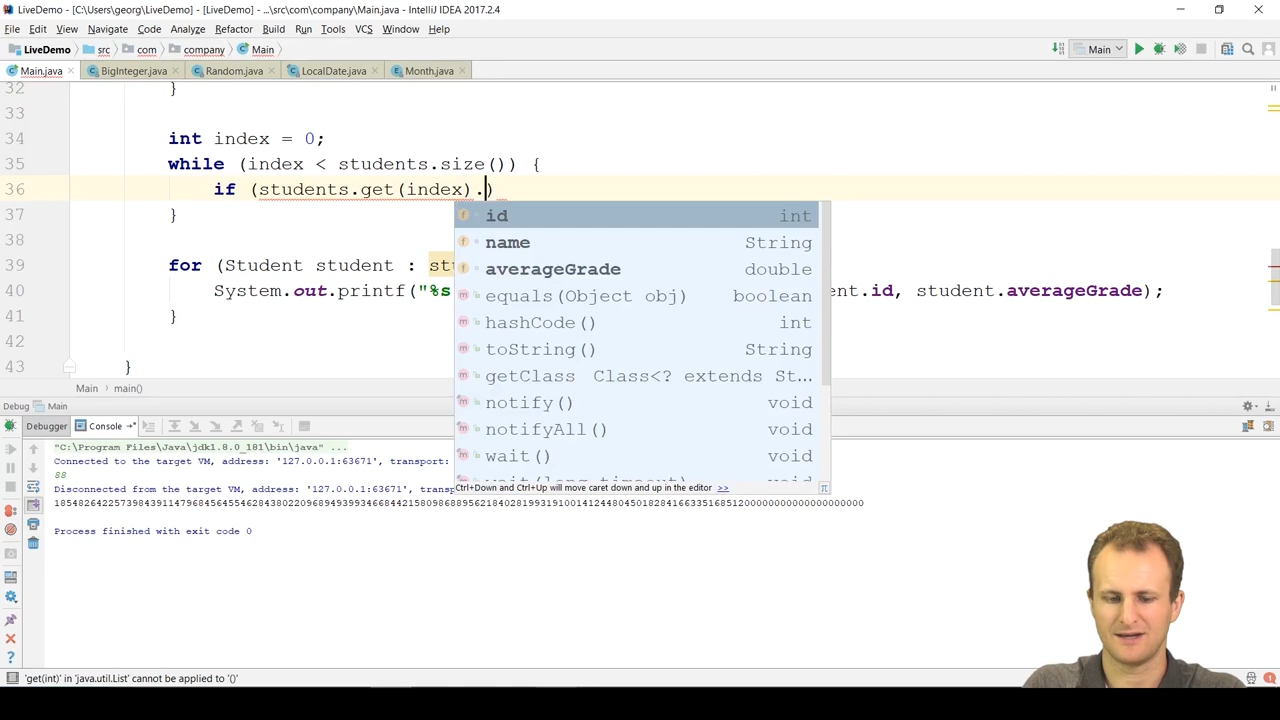 LiveDemo - [C:\Users\georg\LiveDemo] - [LiveDemo] - ...\src\com\company\Main.java - IntelliJ IDEA 2017.2.4
File Edit View Navigate Code Analyze Refactor Build Run Tools VCS Window Help
LiveDemo src com company Main Main
Main.java BigInteger.java Random.java LocalDate.java Month.java
32 }
33
34 int index = 0;
35 while (index < students.size()) {
36 if (students.get(index).)
37 }
38
39 for (Student student : stu
40 System.out.printf("%s ent.id, student.averageGrade);
41 }
42
43 }
id int
name String
averageGrade double
equals(Object obj) boolean
hashCode() int
toString() String
getClass Class<? extends St...
notify() void
notifyAll() void
wait() void
wait(long timeout) void
Ctrl+Down and Ctrl+Up will move caret down and up in the editor >>
Main main()
Debug Main
Debugger Console
"C:\Program Files\Java\jdk1.8.0_181\bin\java" ...
Connected to the target VM, address: '127.0.0.1:63671', transport:
88
Disconnected from the target VM, address: '127.0.0.1:63671', transp
Process finished with exit code 0
'get(int)' in 'java.util.List' cannot be applied to '()'